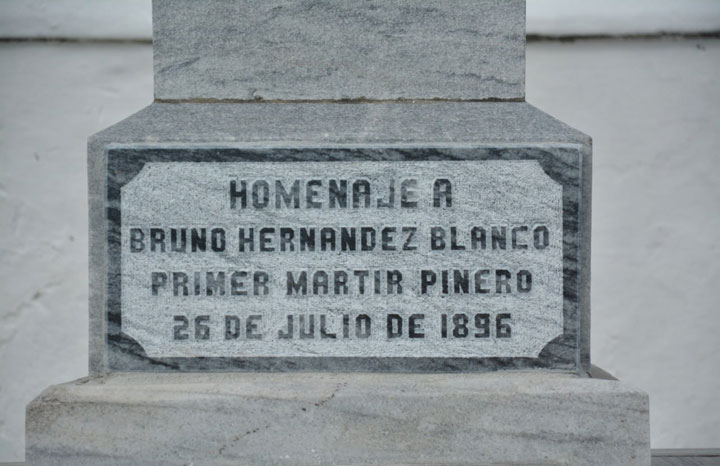 HOMENAJE A
BRUNO HERNANDEZ BLANCO
PRIMER MARTIR PINERO
26 DE JULIO DE 1896